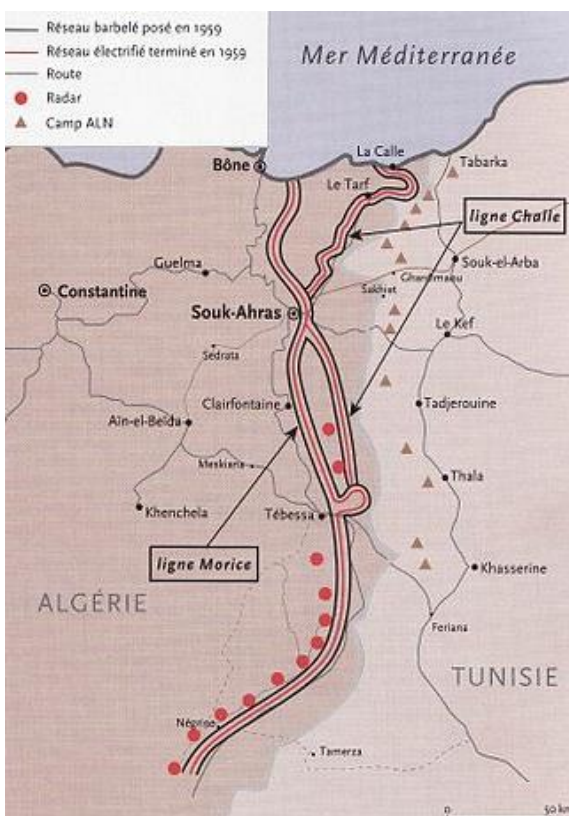 Réseau barbelé posé en 1959
Réseau électrifié terminé en 1959
Route
Radar
Camp ALN
Mer Méditerranée
La Calle
Bône
Tabarka
Le Tarf
ligne Challe
Guelma
Souk-el-Arba
Ghardimaou
Constantine
Sakhiet
Souk-Ahras
Le Kef
Sédrata
Clairfontaine
Tadjerouine
Aïn-el-Beïda
Meskiana
Thala
Khenchela
Tébessa
ligne Morice
Khasserine
ALGÉRIE
Feriana
TUNISIE
Négrine
Tamerza
0 50 km